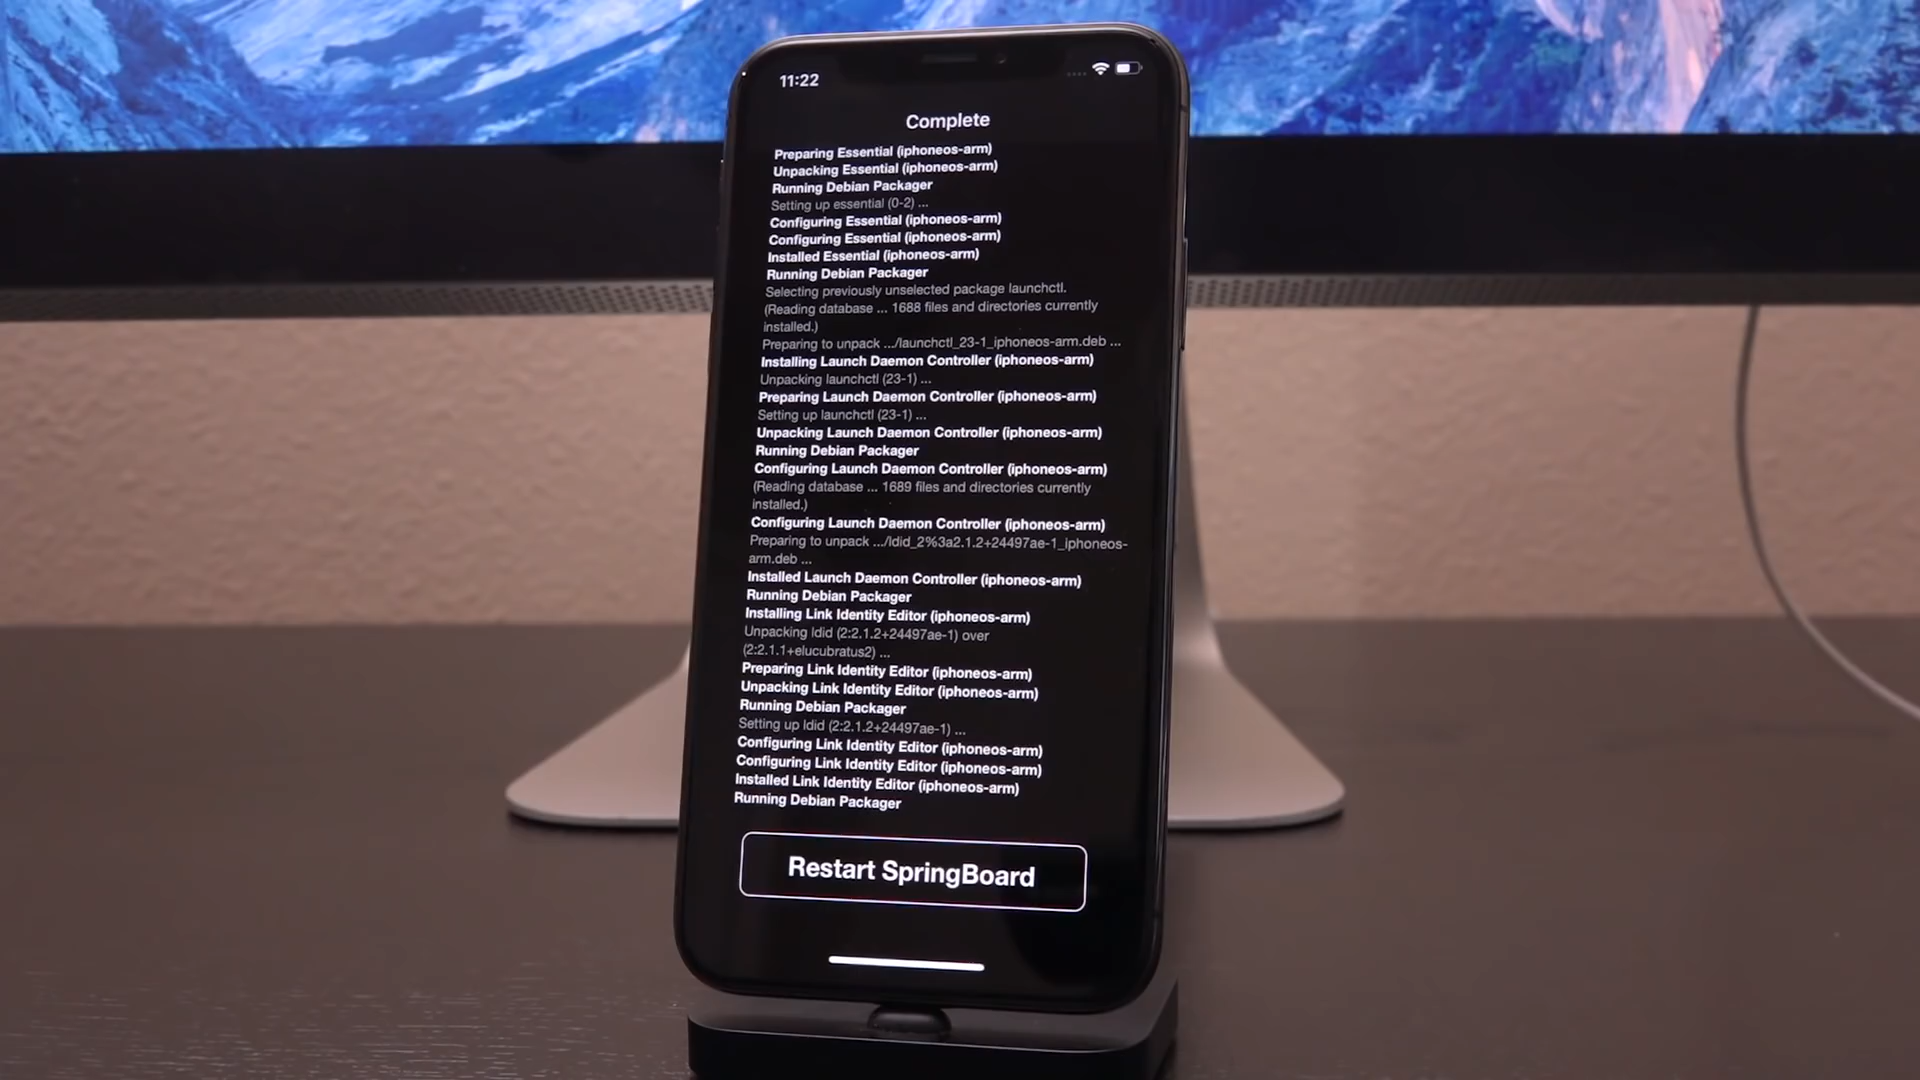 11:22
Complete
Preparing Essential (iphoneos-arm)
Unpacking Essential (iphoneos-arm)
Running Debian Packager
Setting up essential (0-2) ...
Configuring Essential (iphoneos-arm)
Configuring Essential (iphoneos-arm)
Installed Essential (iphoneos-arm)
Running Debian Packager
Selecting previously unselected package launchctl.
(Reading database ... 1688 files and directories currently
installed.)
Preparing to unpack .../launchctl_23-1_iphoneos-arm.deb ...
Installing Launch Daemon Controller (iphoneos-arm)
Unpacking launchctl (23-1) ...
Preparing Launch Daemon Controller (iphoneos-arm)
Setting up launchctl (23-1) ...
Unpacking Launch Daemon Controller (iphoneos-arm)
Running Debian Packager
Configuring Launch Daemon Controller (iphoneos-arm)
(Reading database ... 1689 files and directories currently
installed.)
Configuring Launch Daemon Controller (iphoneos-arm)
Preparing to unpack .../ldid_2%3a2.1.2+24497ae-1_iphoneos-
arm.deb ...
Installed Launch Daemon Controller (iphoneos-arm)
Running Debian Packager
Installing Link Identity Editor (iphoneos-arm)
Unpacking ldid (2:2.1.2+24497ae-1) over
(2:2.1.1+elucubratus2) ...
Preparing Link Identity Editor (iphoneos-arm)
Unpacking Link Identity Editor (iphoneos-arm)
Running Debian Packager
Setting up ldid (2:2.1.2+24497ae-1) ...
Configuring Link Identity Editor (iphoneos-arm)
Configuring Link Identity Editor (iphoneos-arm)
Installed Link Identity Editor (iphoneos-arm)
Running Debian Packager
Restart SpringBoard